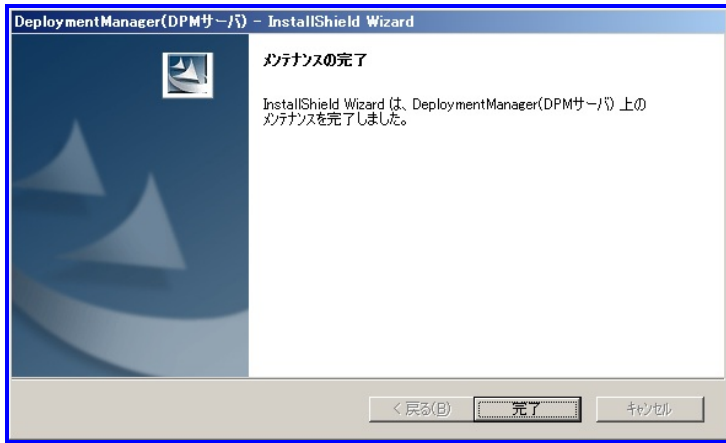 DeploymentManager(DPMサーバ) - InstallShield Wizard
メンテナンスの完了
InstallShield Wizard は、DeploymentManager(DPMサーバ) 上の
メンテナンスを完了しました。
< 戻る(B)
完了
キャンセル